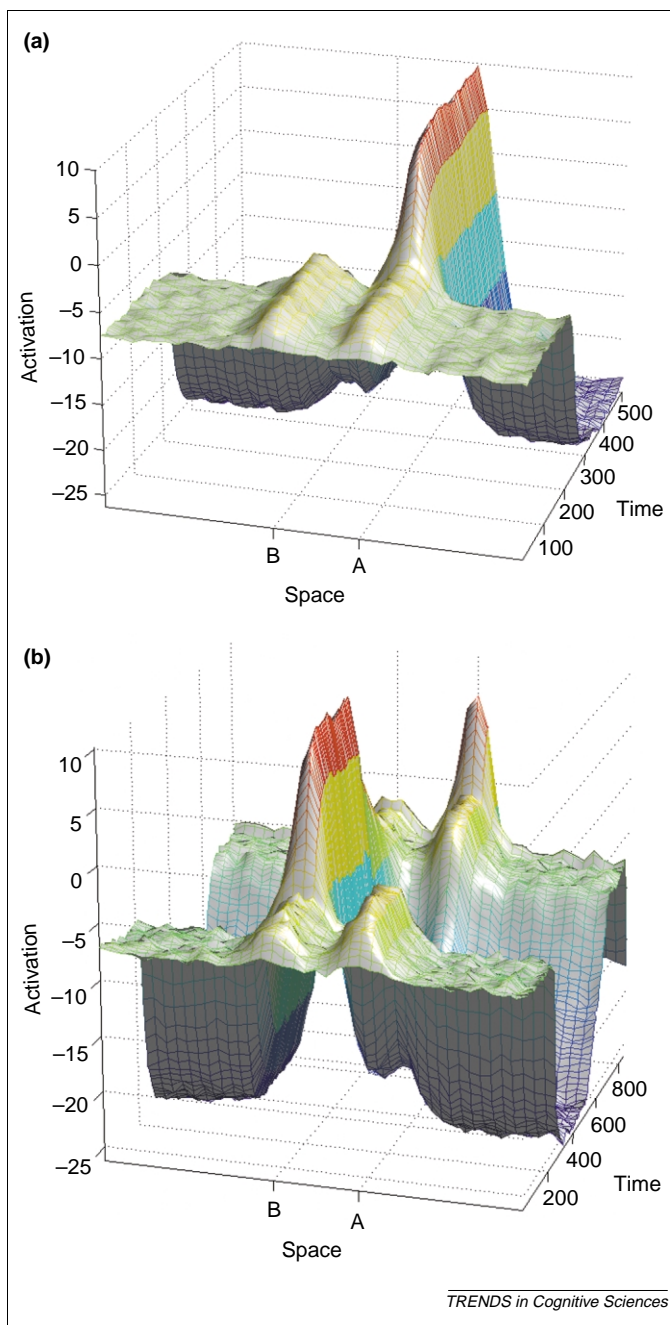 (a)
10
5
0
–5
–10
–15
–20
–25
Activation
B
A
Space
100
200
300
400
500
Time
(b)
10
5
0
–5
–10
–15
–20
–25
Activation
B
A
Space
200
400
600
800
Time
TRENDS in Cognitive Sciences